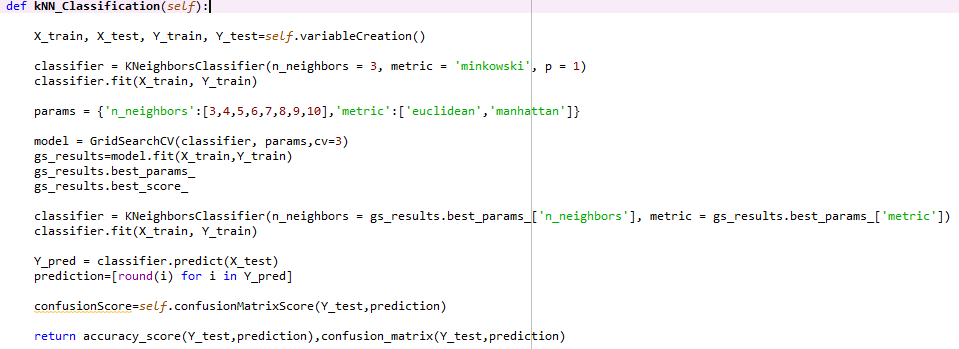 def kNN_Classification(self):
X_train, X_test, Y_train, Y_test=self.variableCreation()
classifier = KNeighborsClassifier(n_neighbors = 3, metric = 'minkowski', p = 1)
classifier.fit(X_train, Y_train)
params = {'n_neighbors':[3,4,5,6,7,8,9,10],'metric':['euclidean','manhattan']}
model = GridSearchCV(classifier, params,cv=3)
gs_results=model.fit(X_train,Y_train)
gs_results.best_params_
gs_results.best_score_
classifier = KNeighborsClassifier(n_neighbors = gs_results.best_params_['n_neighbors'], metric = gs_results.best_params_['metric'])
classifier.fit(X_train, Y_train)
Y_pred = classifier.predict(X_test)
prediction=[round(i) for i in Y_pred]
confusionScore=self.confusionMatrixScore(Y_test,prediction)
return accuracy_score(Y_test,prediction),confusion_matrix(Y_test,prediction)